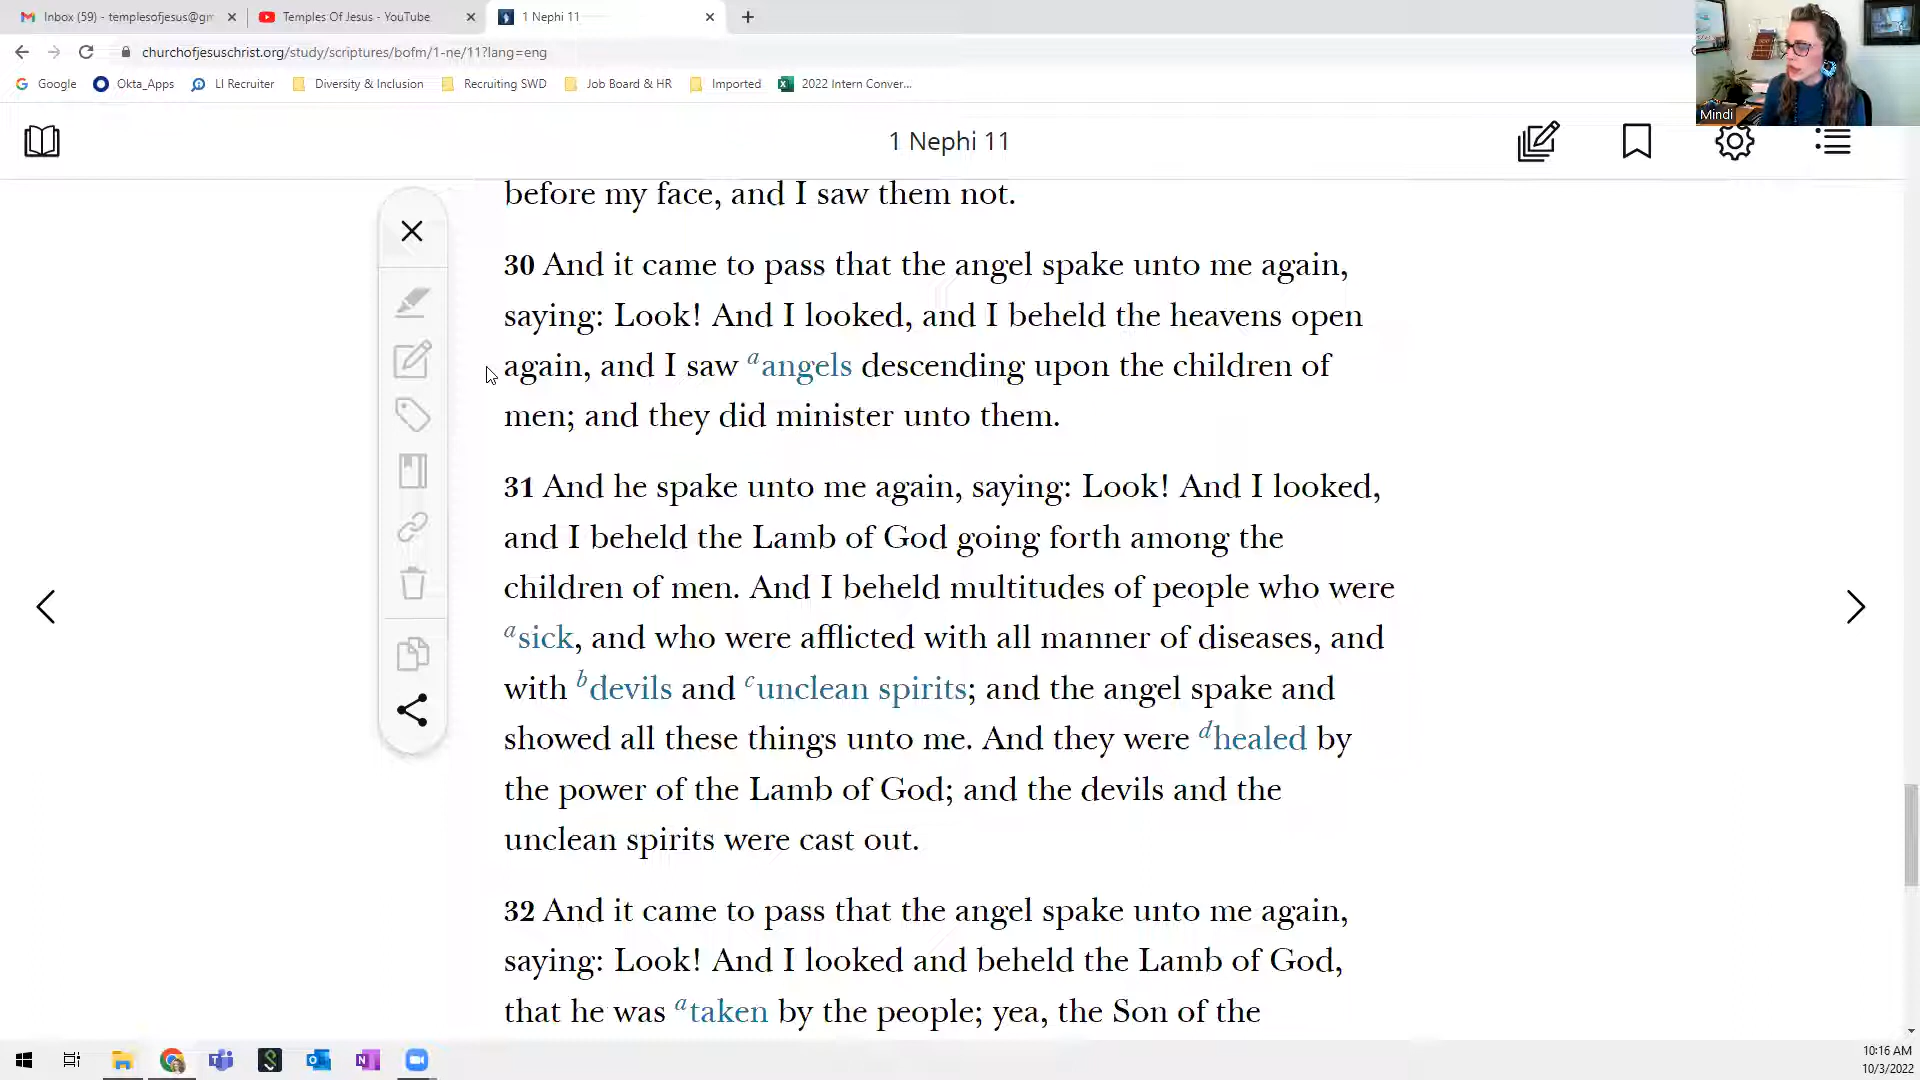 Inbox (59) - templesofjesus@gm
Temples Of Jesus - YouTube
1 Nephi 11
churchofjesuschrist.org/study/scriptures/bofm/1-ne/11?lang=eng
Google
Okta_Apps
LI Recruiter
Diversity & Inclusion
Recruiting SWD
Job Board & HR
Imported
2022 Intern Conver...
Mindi
1 Nephi 11
before my face, and I saw them not.
30 And it came to pass that the angel spake unto me again,
saying: Look! And I looked, and I beheld the heavens open
again, and I saw a angels descending upon the children of
men; and they did minister unto them.
31 And he spake unto me again, saying: Look! And I looked,
and I beheld the Lamb of God going forth among the
children of men. And I beheld multitudes of people who were
a sick, and who were afflicted with all manner of diseases, and
with b devils and c unclean spirits; and the angel spake and
showed all these things unto me. And they were d healed by
the power of the Lamb of God; and the devils and the
unclean spirits were cast out.
32 And it came to pass that the angel spake unto me again,
saying: Look! And I looked and beheld the Lamb of God,
that he was a taken by the people; yea, the Son of the
10:16 AM
10/3/2022